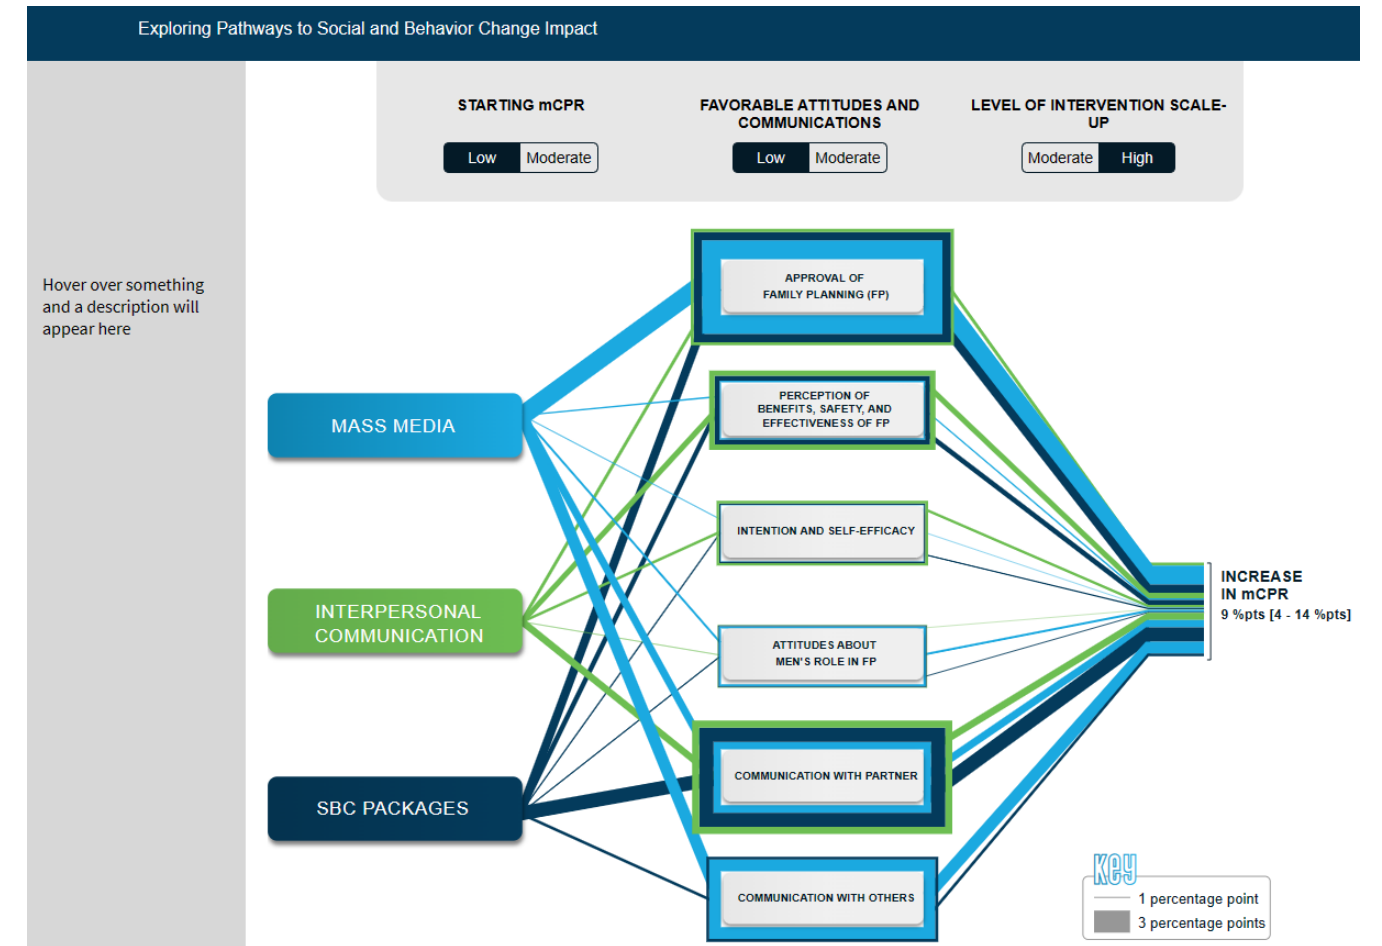 Exploring Pathways to Social and Behavior Change Impact
STARTING mCPR
Low
Moderate
FAVORABLE ATTITUDES AND
COMMUNICATIONS
Low
Moderate
LEVEL OF INTERVENTION SCALE-
UP
Moderate
High
Hover over something
and a description will
appear here
MASS MEDIA
INTERPERSONAL
COMMUNICATION
SBC PACKAGES
APPROVAL OF
FAMILY PLANNING (FP)
PERCEPTION OF
BENEFITS, SAFETY, AND
EFFECTIVENESS OF FP
INTENTION AND SELF-EFFICACY
ATTITUDES ABOUT
MEN'S ROLE IN FP
COMMUNICATION WITH PARTNER
COMMUNICATION WITH OTHERS
INCREASE
IN mCPR
9 %pts [4 - 14 %pts]
key
1 percentage point
3 percentage points